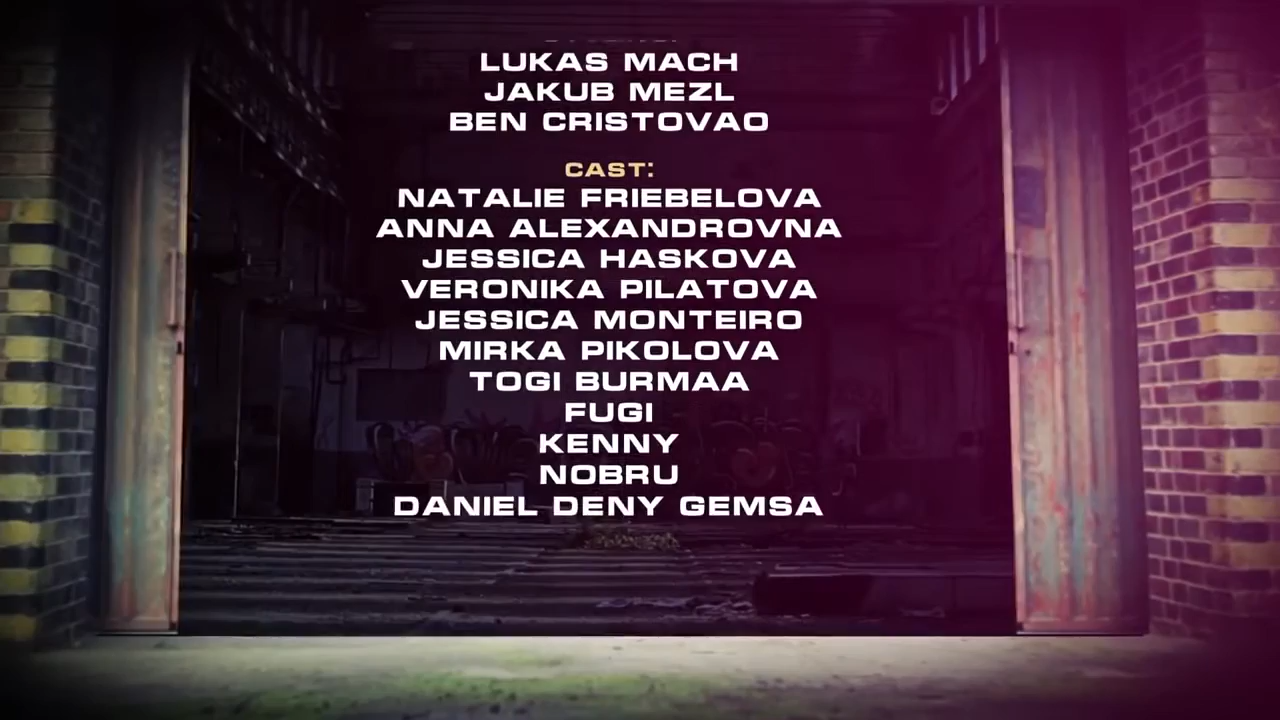 LUKAS MACH
JAKUB MEZL
BEN CRISTOVAO
CAST:
NATALIE FRIEBELOVA
ANNA ALEXANDROVNA
JESSICA HASKOVA
VERONIKA PILATOVA
JESSICA MONTEIRO
MIRKA PIKOLOVA
TOGI BURMAA
FUGI
KENNY
NOBRU
DANIEL DENY GEMSA